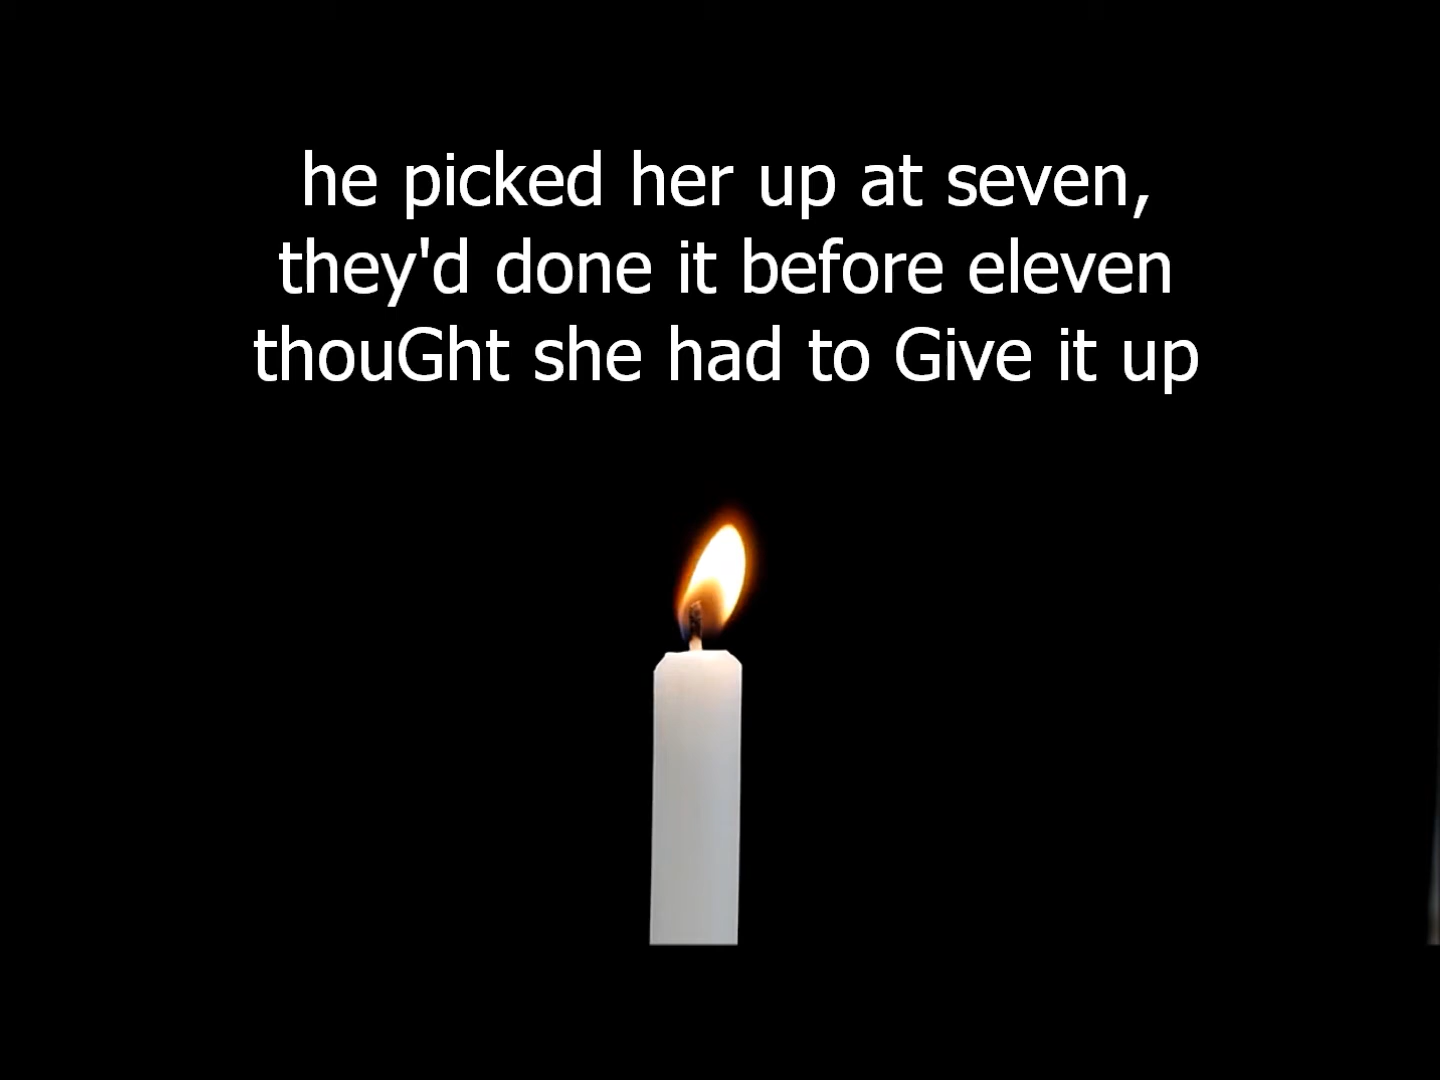 he picked her up at seven,
they'd done it before eleven
thouGht she had to Give it up